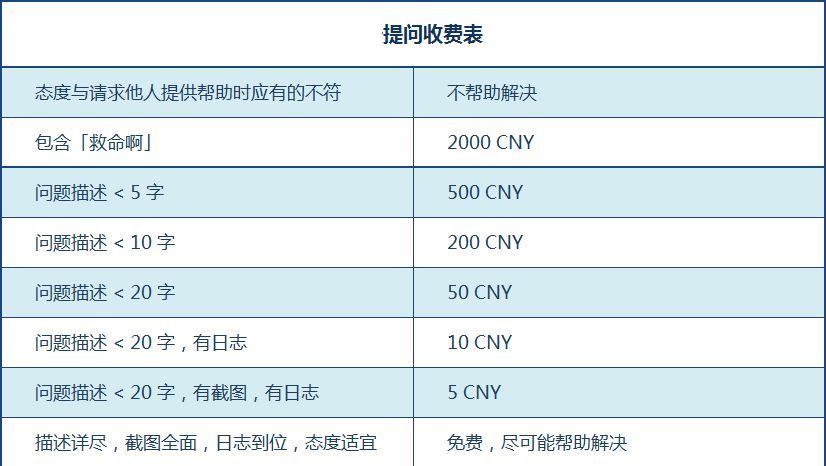 提问收费表
态度与请求他人提供帮助时应有的不符 不帮助解决
包含「救命啊」 2000 CNY
问题描述 < 5 字 500 CNY
问题描述 < 10 字 200 CNY
问题描述 < 20 字 50 CNY
问题描述 < 20 字，有日志 10 CNY
问题描述 < 20 字，有截图，有日志 5 CNY
描述详尽，截图全面，日志到位，态度适宜 免费，尽可能帮助解决